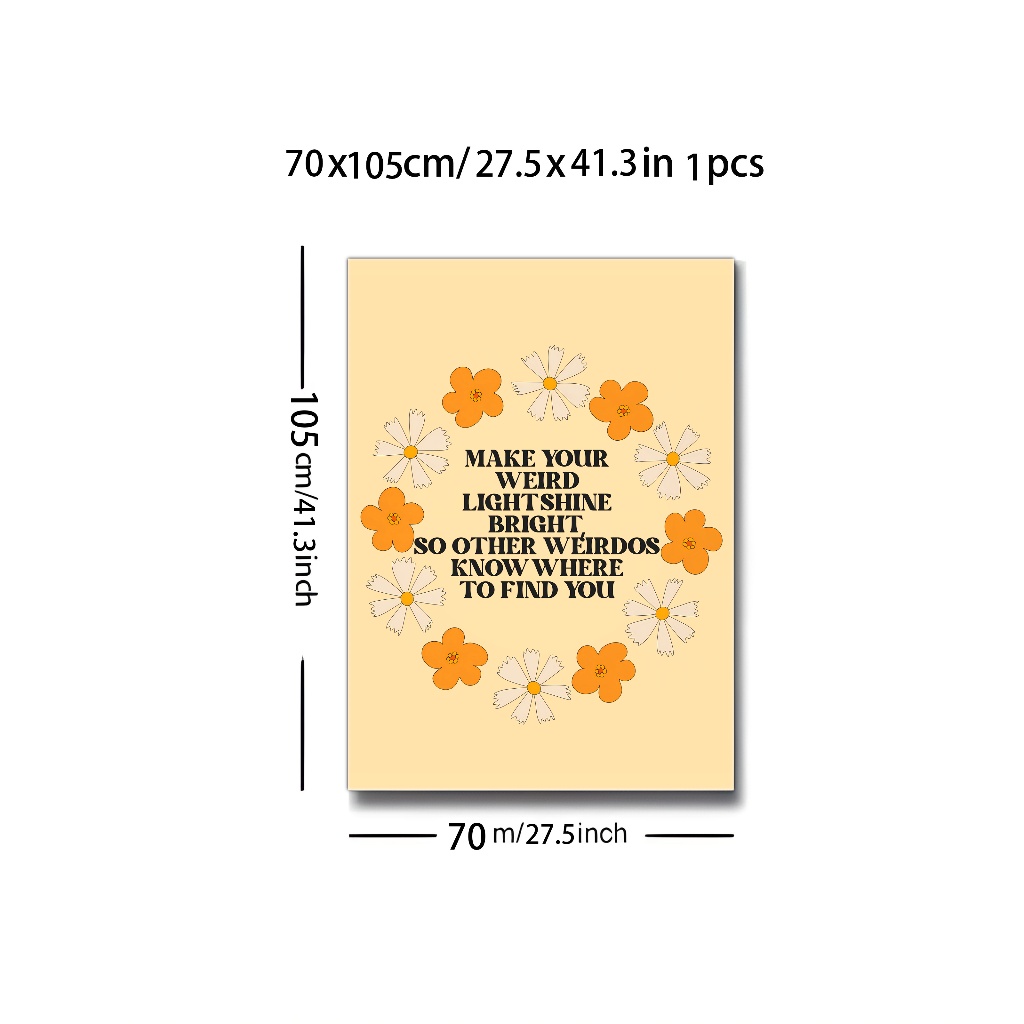 70x105cm/27.5x41.3in 1pcs
105cm/41.3inch
MAKE YOUR
WEIRD
LIGHT SHINE
BRIGHT,
SO OTHER WEIRDOS
KNOW WHERE
TO FIND YOU
70 m/27.5inch